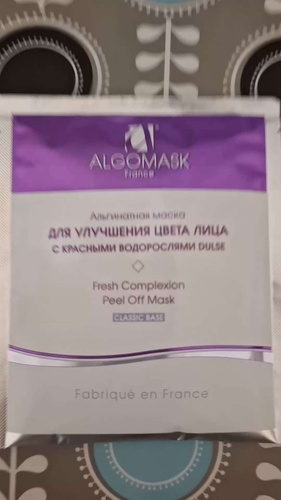 ALGOMASK
France
Альгинатная маска
ДЛЯ УЛУЧШЕНИЯ ЦВЕТА ЛИЦА
С КРАСНЫМИ ВОДОРОСЛЯМИ DULSE
Fresh Complexion
Peel Off Mask
CLASSIC BASE
Fabriqué en France